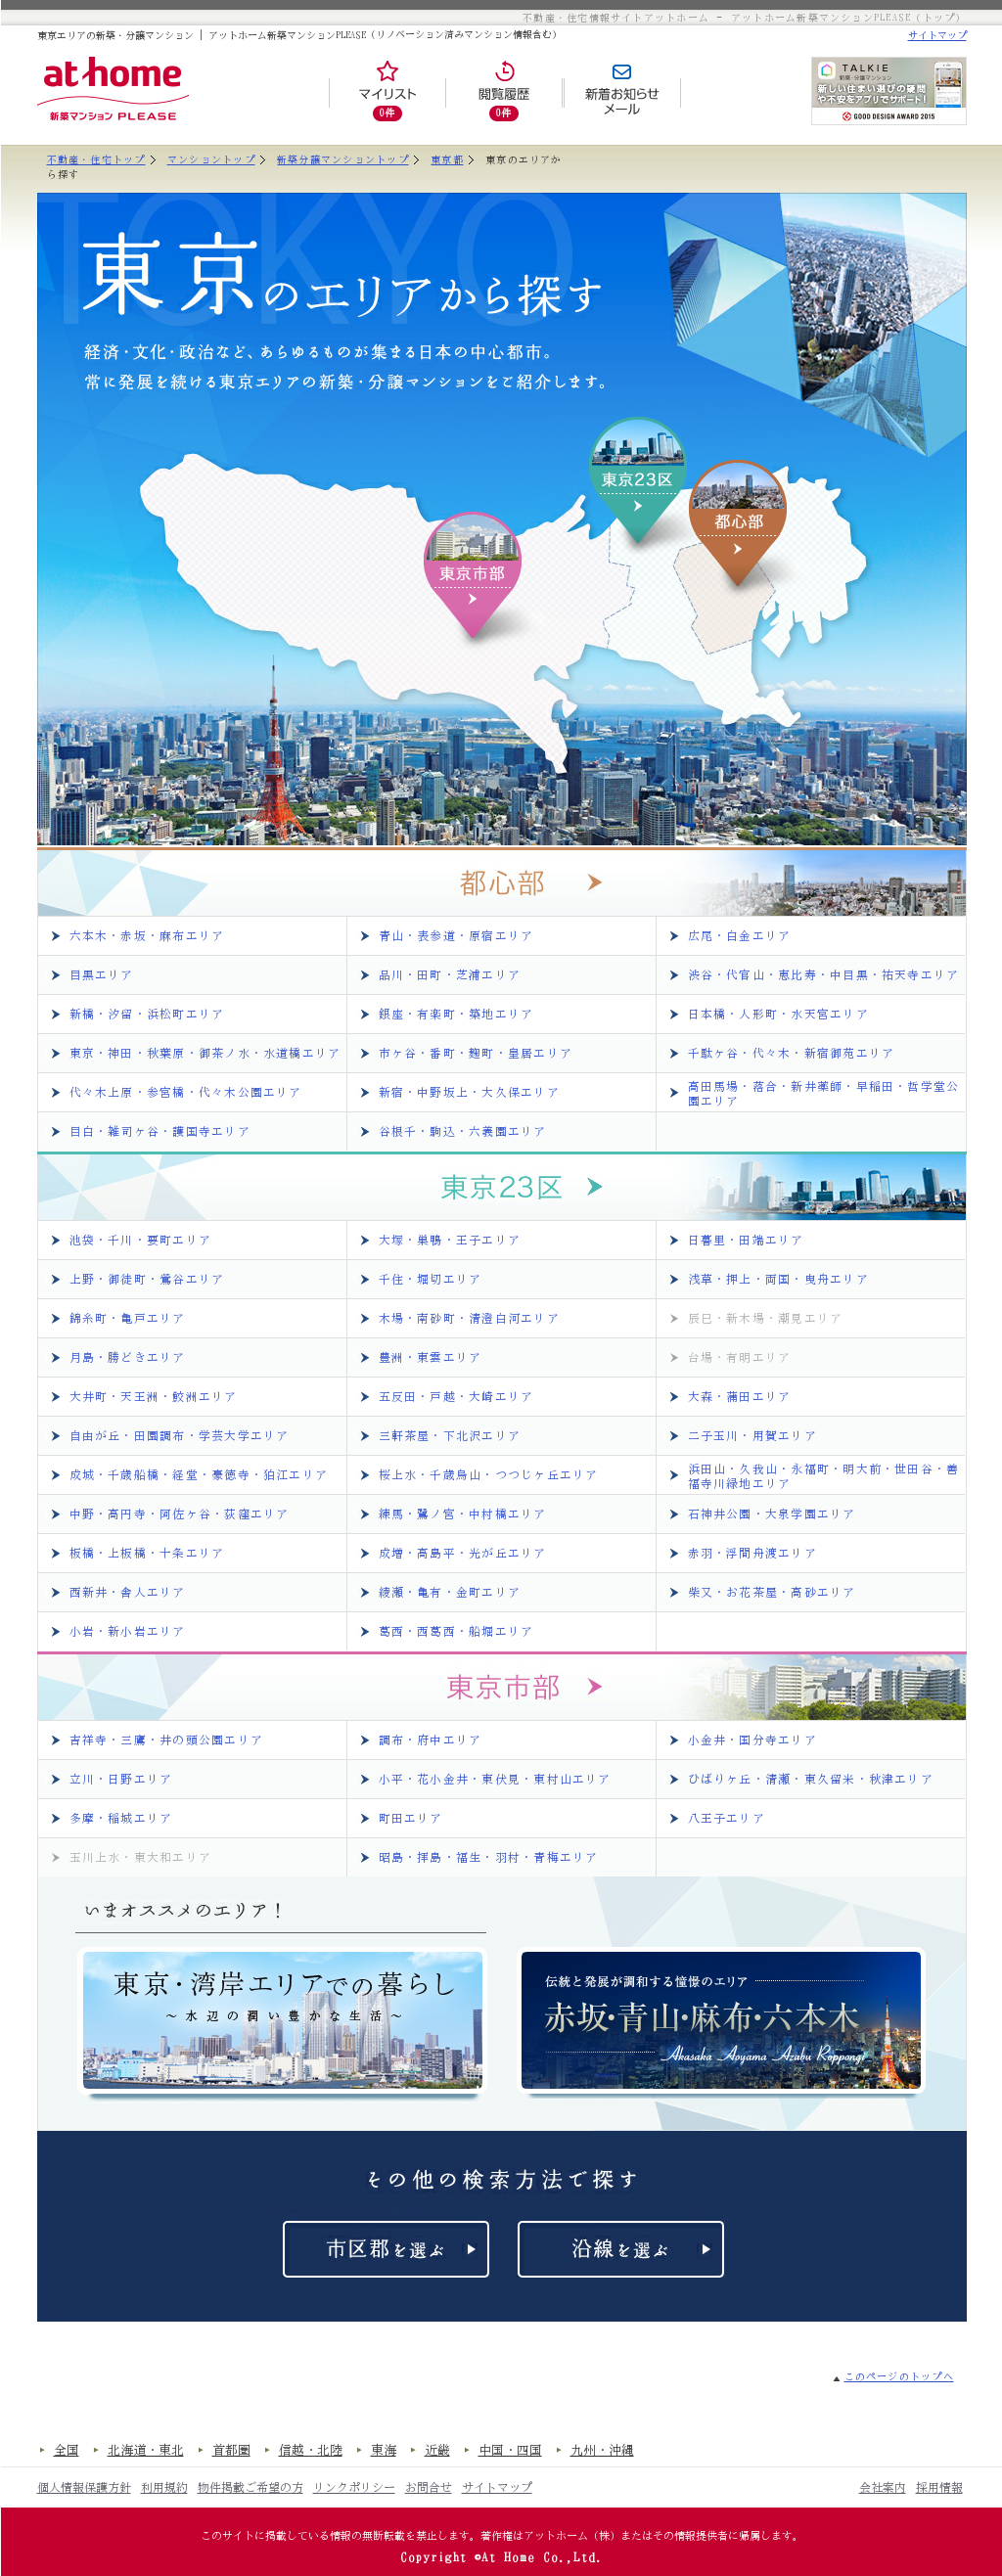 不動産・住宅情報サイトアットホーム － アットホーム新築マンションPLEASE（トップ）
東京エリアの新築・分譲マンション | アットホーム新築マンションPLEASE（リノベーション済みマンション情報含む）
サイトマップ
at home
新築マンション PLEASE
マイリスト
0件
閲覧履歴
0件
新着お知らせ
メール
TALKIE
新築・分譲マンション
新しい住まい選びの疑問
や不安をアプリでサポート！
GOOD DESIGN AWARD 2015
不動産・住宅トップ
マンショントップ
新築分譲マンショントップ
東京都
東京のエリアか
ら探す
TOKYO
東京のエリアから探す
経済・文化・政治など、あらゆるものが集まる日本の中心都市。
常に発展を続ける東京エリアの新築・分譲マンションをご紹介します。
東京23区
都心部
東京市部
都心部
六本木・赤坂・麻布エリア
青山・表参道・原宿エリア
広尾・白金エリア
目黒エリア
品川・田町・芝浦エリア
渋谷・代官山・恵比寿・中目黒・祐天寺エリア
新橋・汐留・浜松町エリア
銀座・有楽町・築地エリア
日本橋・人形町・水天宮エリア
東京・神田・秋葉原・御茶ノ水・水道橋エリア
市ヶ谷・番町・麹町・皇居エリア
千駄ヶ谷・代々木・新宿御苑エリア
代々木上原・参宮橋・代々木公園エリア
新宿・中野坂上・大久保エリア
高田馬場・落合・新井薬師・早稲田・哲学堂公
園エリア
目白・雑司ヶ谷・護国寺エリア
谷根千・駒込・六義園エリア
東京23区
池袋・千川・要町エリア
大塚・巣鴨・王子エリア
日暮里・田端エリア
上野・御徒町・鶯谷エリア
千住・堀切エリア
浅草・押上・両国・曳舟エリア
錦糸町・亀戸エリア
木場・南砂町・清澄白河エリア
辰巳・新木場・潮見エリア
月島・勝どきエリア
豊洲・東雲エリア
台場・有明エリア
大井町・天王洲・鮫洲エリア
五反田・戸越・大崎エリア
大森・蒲田エリア
自由が丘・田園調布・学芸大学エリア
三軒茶屋・下北沢エリア
二子玉川・用賀エリア
成城・千歳船橋・経堂・豪徳寺・狛江エリア
桜上水・千歳烏山・つつじヶ丘エリア
浜田山・久我山・永福町・明大前・世田谷・善
福寺川緑地エリア
中野・高円寺・阿佐ヶ谷・荻窪エリア
練馬・鷺ノ宮・中村橋エリア
石神井公園・大泉学園エリア
板橋・上板橋・十条エリア
成増・高島平・光が丘エリア
赤羽・浮間舟渡エリア
西新井・舎人エリア
綾瀬・亀有・金町エリア
柴又・お花茶屋・高砂エリア
小岩・新小岩エリア
葛西・西葛西・船堀エリア
東京市部
吉祥寺・三鷹・井の頭公園エリア
調布・府中エリア
小金井・国分寺エリア
立川・日野エリア
小平・花小金井・東伏見・東村山エリア
ひばりヶ丘・清瀬・東久留米・秋津エリア
多摩・稲城エリア
町田エリア
八王子エリア
玉川上水・東大和エリア
昭島・拝島・福生・羽村・青梅エリア
いまオススメのエリア！
東京・湾岸エリアでの暮らし
～水辺の潤い豊かな生活～
伝統と発展が調和する憧憬のエリア
赤坂・青山・麻布・六本木
Akasaka Aoyama Azabu Roppongi
その他の検索方法で探す
市区郡を選ぶ
沿線を選ぶ
このページのトップへ
全国
北海道・東北
首都圏
信越・北陸
東海
近畿
中国・四国
九州・沖縄
個人情報保護方針
利用規約
物件掲載ご希望の方
リンクポリシー
お問合せ
サイトマップ
会社案内
採用情報
このサイトに掲載している情報の無断転載を禁止します。著作権はアットホーム（株）またはその情報提供者に帰属します。
Copyright ©At Home Co.,Ltd.